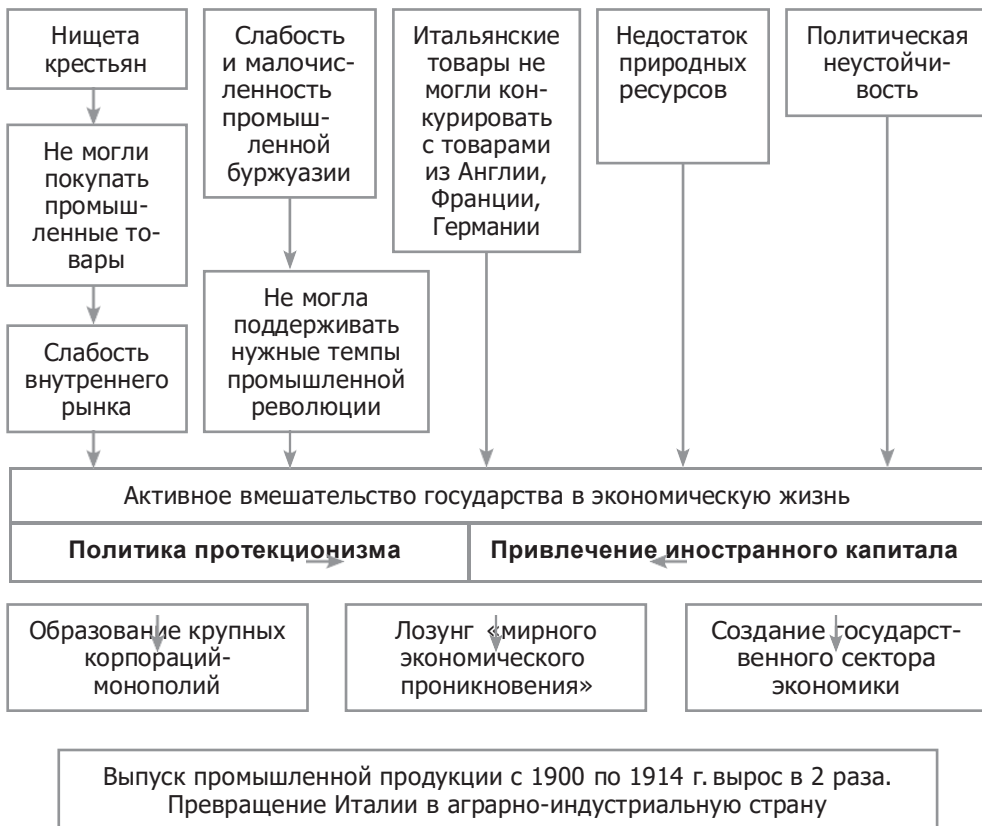 Нищета
крестьян
Не могли
покупать
промыш-
ленные то-
вары
Слабость
внутреннего
рынка
Слабость
и малочис-
ленность
промыш-
ленной
буржуазии
Не могла
поддерживать
нужные темпы
промышленной
революции
Итальянские
товары не
могли кон-
курировать
с товарами
из Англии,
Франции,
Германии
Недостаток
природных
ресурсов
Политическая
неустойчи-
вость
Активное вмешательство государства в экономическую жизнь
Политика протекционизма
Привлечение иностранного капитала
Образование крупных
корпораций-
монополий
Лозунг «мирного
экономического
проникновения»
Создание государст-
венного сектора
экономики
Выпуск промышленной продукции с 1900 по 1914 г. вырос в 2 раза.
Превращение Италии в аграрно-индустриальную страну